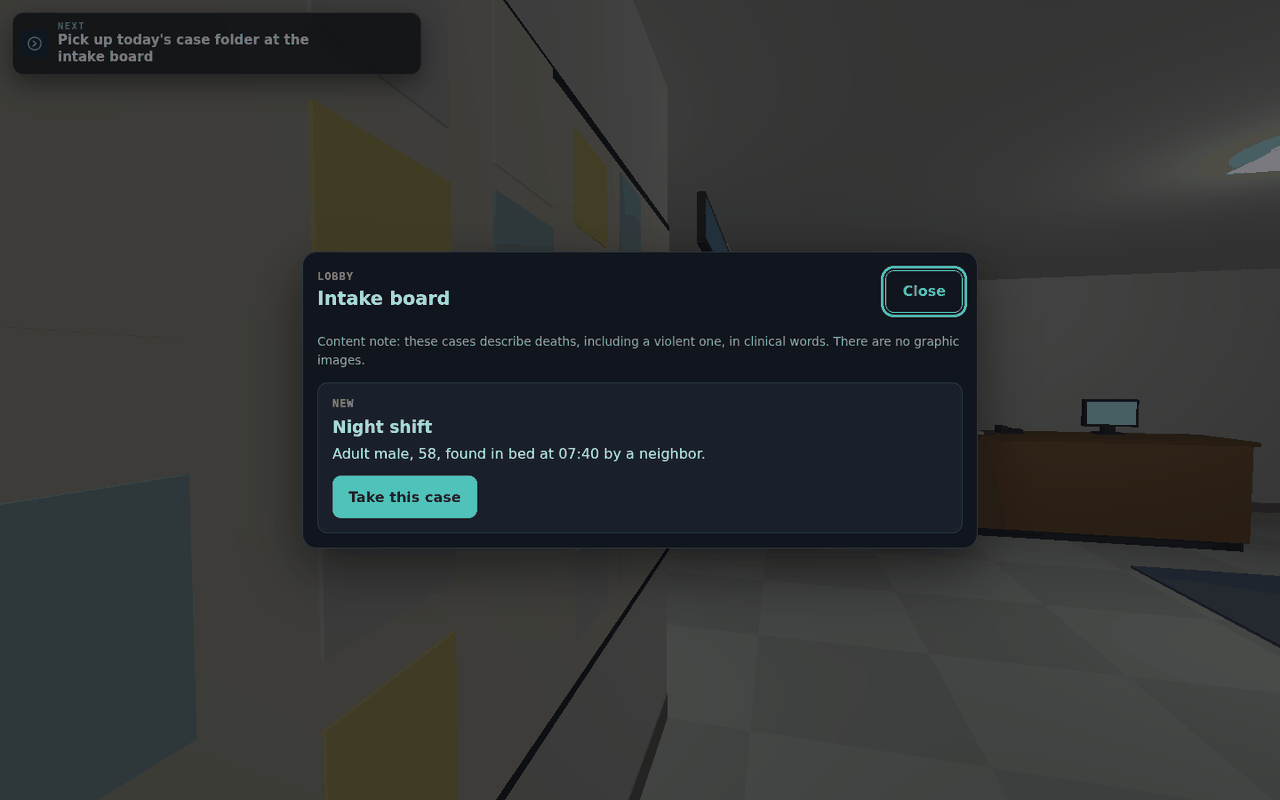 NEXT
Pick up today's case folder at the
intake board
LOBBY
Intake board
Close
Content note: these cases describe deaths, including a violent one, in clinical words. There are no graphic
images.
NEW
Night shift
Adult male, 58, found in bed at 07:40 by a neighbor.
Take this case